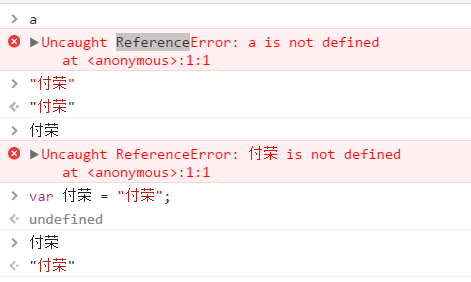 a
Uncaught ReferenceError: a is not defined
at <anonymous>:1:1
"付荣"
"付荣"
付荣
Uncaught ReferenceError: 付荣 is not defined
at <anonymous>:1:1
var 付荣 = "付荣";
undefined
付荣
"付荣"